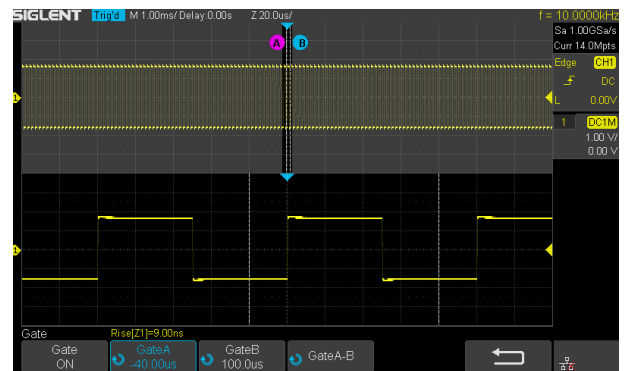 SIGLENT Trig'd M 1.00ms/ Delay:0.00s Z 20.0us/ f = 10.0000kHz
Sa 1.00GSa/s
Curr 14.0Mpts
A B
Edge CH1
DC
L 0.00V
1
1 DC1M
1.00 V/
0.00 V
1
Gate Rise[Z1]=9.00ns
Gate GateA GateB GateA-B
ON -40.00us 100.0us